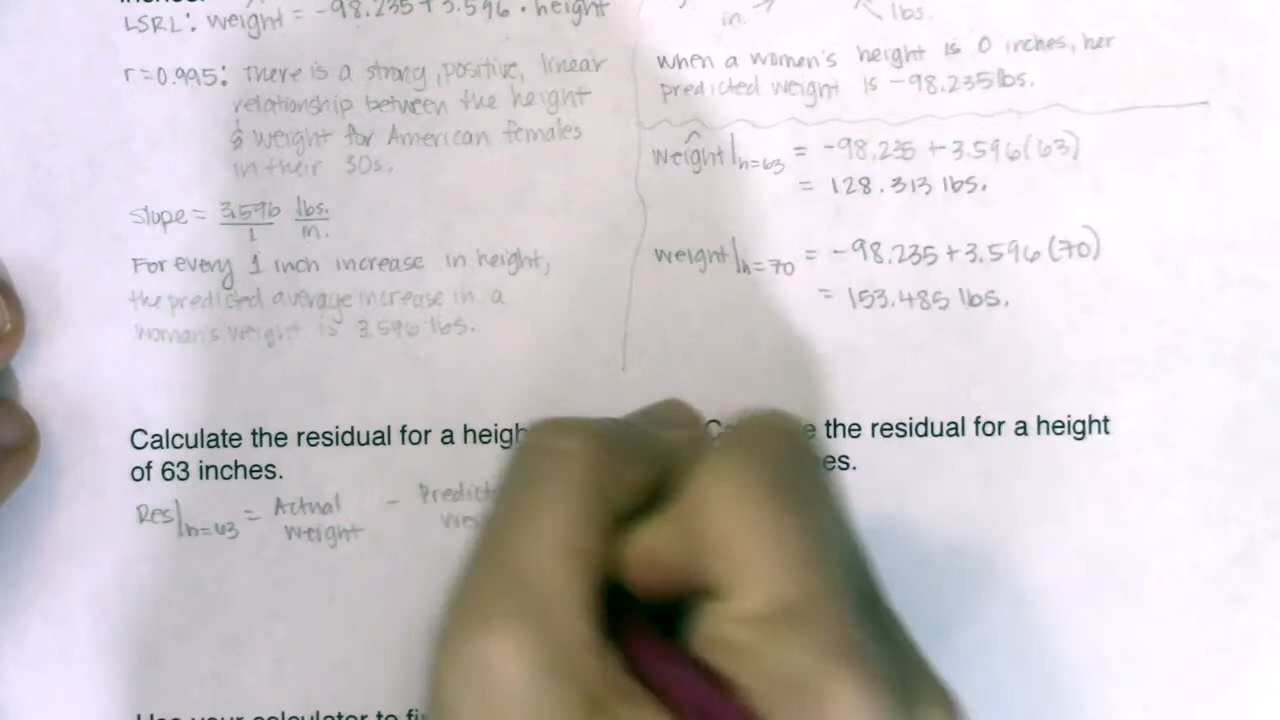 LSRL: weight = -98.235 + 3.596 · height
r = 0.995: There is a strong, positive, linear
relationship between the height
& weight for American females
in their 30s.
slope = 3.596/1 lbs./in.
For every 1 inch increase in height,
the predicted average increase in a
woman's weight is 3.596 lbs.
in. lbs.
when a women's height is 0 inches, her
predicted weight is -98.235 lbs.
weight|h=63 = -98.235 + 3.596(63)
= 128.313 lbs.
weight|h=70 = -98.235 + 3.596(70)
= 153.485 lbs.
Calculate the residual for a
of 63 inches.
Res|h=63 = Actual -
Weight
the residual for a height